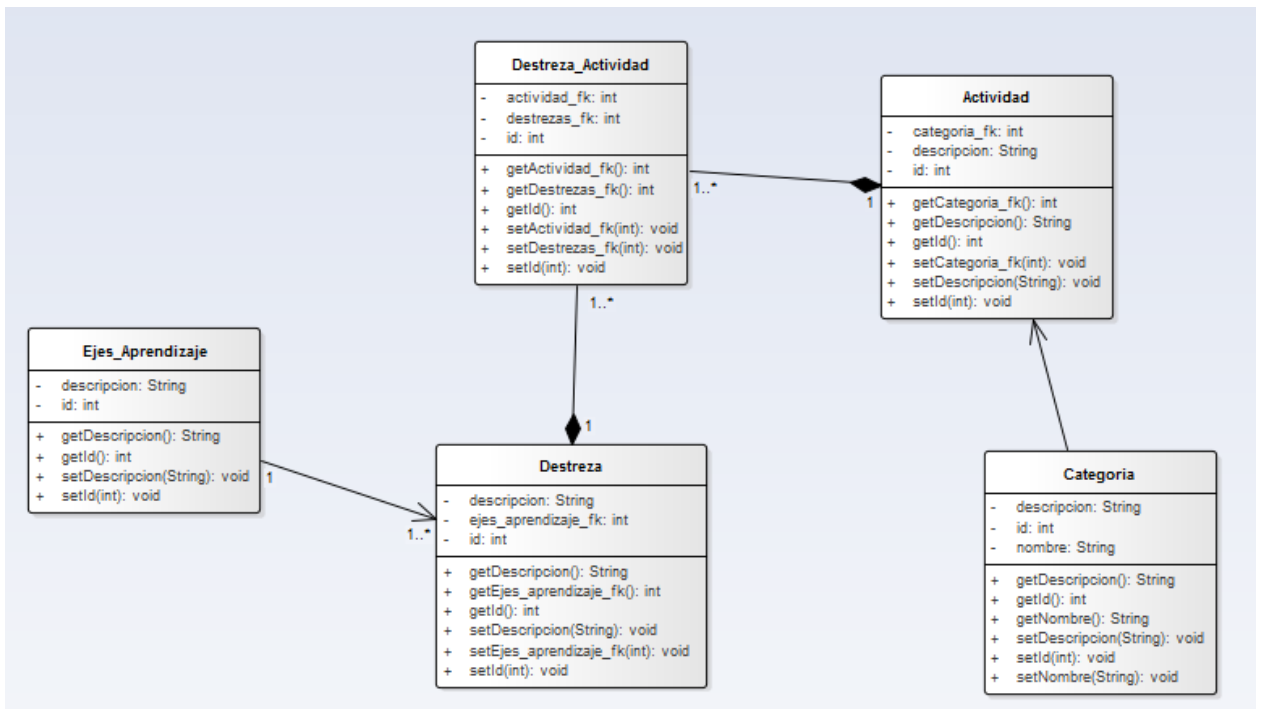 Destreza_Actividad
- actividad_fk: int
- destrezas_fk: int
- id: int
+ getActividad_fk(): int
+ getDestrezas_fk(): int
+ getId(): int
+ setActividad_fk(int): void
+ setDestrezas_fk(int): void
+ setId(int): void
1..*
1..*
Actividad
- categoria_fk: int
- descripcion: String
- id: int
+ getCategoria_fk(): int
+ getDescripcion(): String
+ getId(): int
+ setCategoria_fk(int): void
+ setDescripcion(String): void
+ setId(int): void
1
Ejes_Aprendizaje
- descripcion: String
- id: int
+ getDescripcion(): String
+ getId(): int
+ setDescripcion(String): void
+ setId(int): void
1
1..*
1
Destreza
- descripcion: String
- ejes_aprendizaje_fk: int
- id: int
+ getDescripcion(): String
+ getEjes_aprendizaje_fk(): int
+ getId(): int
+ setDescripcion(String): void
+ setEjes_aprendizaje_fk(int): void
+ setId(int): void
Categoria
- descripcion: String
- id: int
- nombre: String
+ getDescripcion(): String
+ getId(): int
+ getNombre(): String
+ setDescripcion(String): void
+ setId(int): void
+ setNombre(String): void